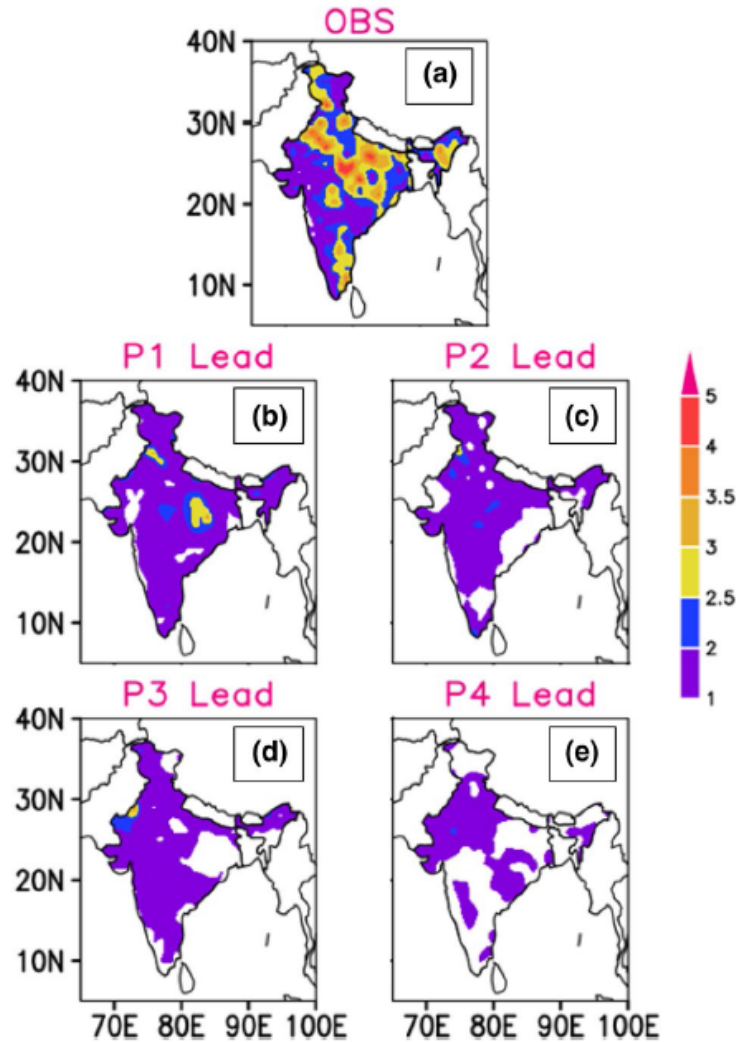 OBS
40N
(a)
30N
20N
10N
P1 Lead
P2 Lead
40N
(b)
(c)
30N
20N
10N
5
4
3.5
3
2.5
2
1
P3 Lead
P4 Lead
40N
(d)
(e)
30N
20N
10N
70E 80E 90E 100E 70E 80E 90E 100E